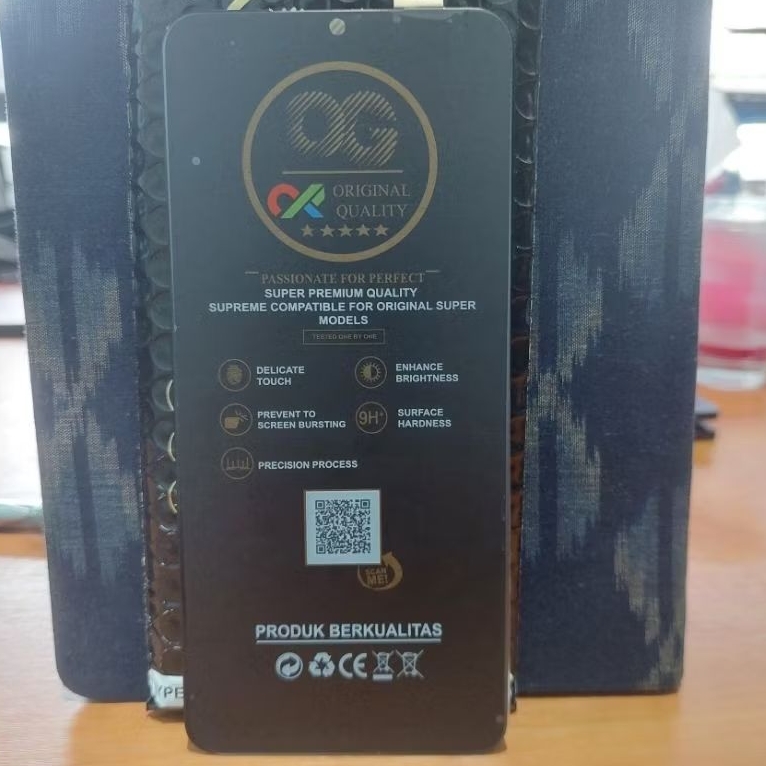 OG
ORIGINAL
QUALITY
PASSIONATE FOR PERFECT
SUPER PREMIUM QUALITY
SUPREME COMPATIBLE FOR ORIGINAL SUPER
MODELS
TESTED ONE BY ONE
DELICATE
TOUCH
ENHANCE
BRIGHTNESS
PREVENT TO
SCREEN BURSTING
9H+
SURFACE
HARDNESS
PRECISION PROCESS
SCAN
ME!
PRODUK BERKUALITAS
CE
YPE